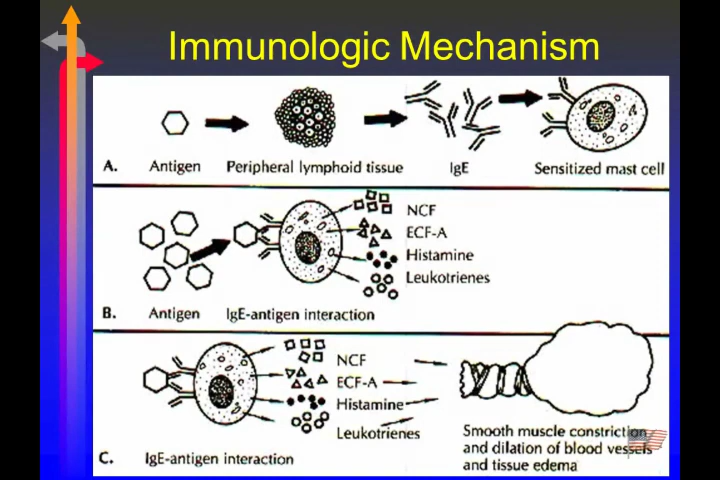 Immunologic Mechanism
A. Antigen Peripheral lymphoid tissue IgE Sensitized mast cell
NCF
ECF-A
Histamine
Leukotrienes
B. Antigen IgE-antigen interaction
NCF
ECF-A
Histamine
Leukotrienes
Smooth muscle constriction
and dilation of blood vessels
and tissue edema
C. IgE-antigen interaction